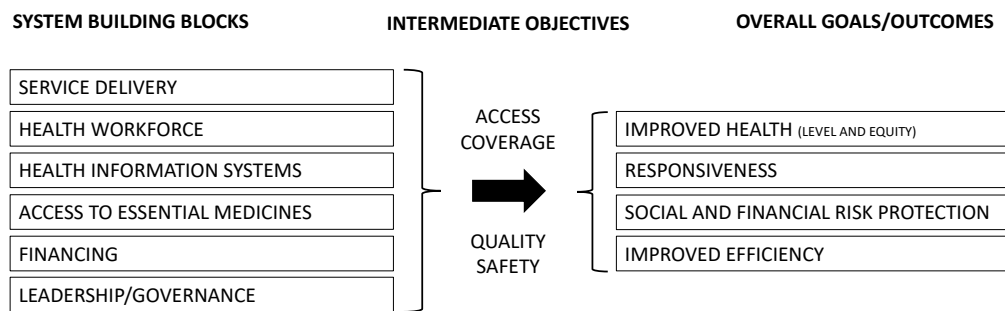 SYSTEM BUILDING BLOCKS
INTERMEDIATE OBJECTIVES
OVERALL GOALS/OUTCOMES
SERVICE DELIVERY
HEALTH WORKFORCE
HEALTH INFORMATION SYSTEMS
ACCESS TO ESSENTIAL MEDICINES
FINANCING
LEADERSHIP/GOVERNANCE
ACCESS
COVERAGE
QUALITY
SAFETY
IMPROVED HEALTH (LEVEL AND EQUITY)
RESPONSIVENESS
SOCIAL AND FINANCIAL RISK PROTECTION
IMPROVED EFFICIENCY